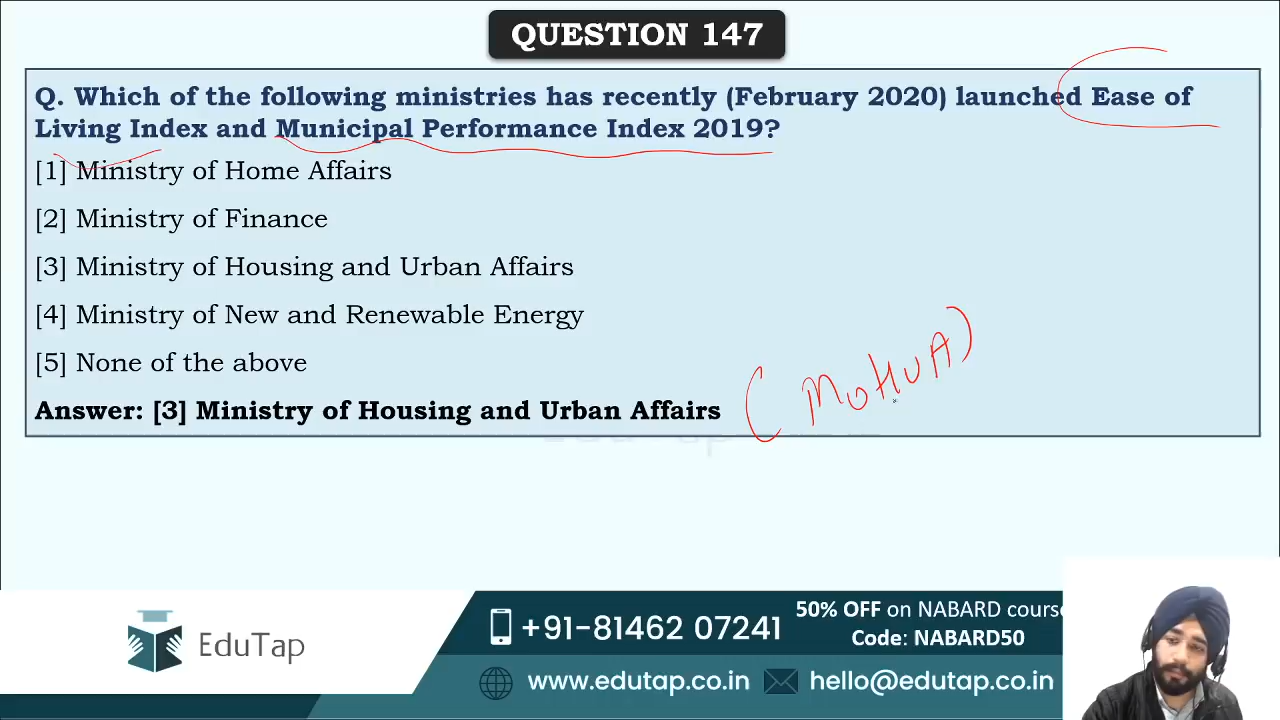 QUESTION 147
Q. Which of the following ministries has recently (February 2020) launched Ease of
Living Index and Municipal Performance Index 2019?
[1] Ministry of Home Affairs
[2] Ministry of Finance
[3] Ministry of Housing and Urban Affairs
[4] Ministry of New and Renewable Energy
[5] None of the above
Answer: [3] Ministry of Housing and Urban Affairs
(MoHUA)
EduTap
+91-81462 07241
50% OFF on NABARD course
Code: NABARD50
www.edutap.co.in
hello@edutap.co.in